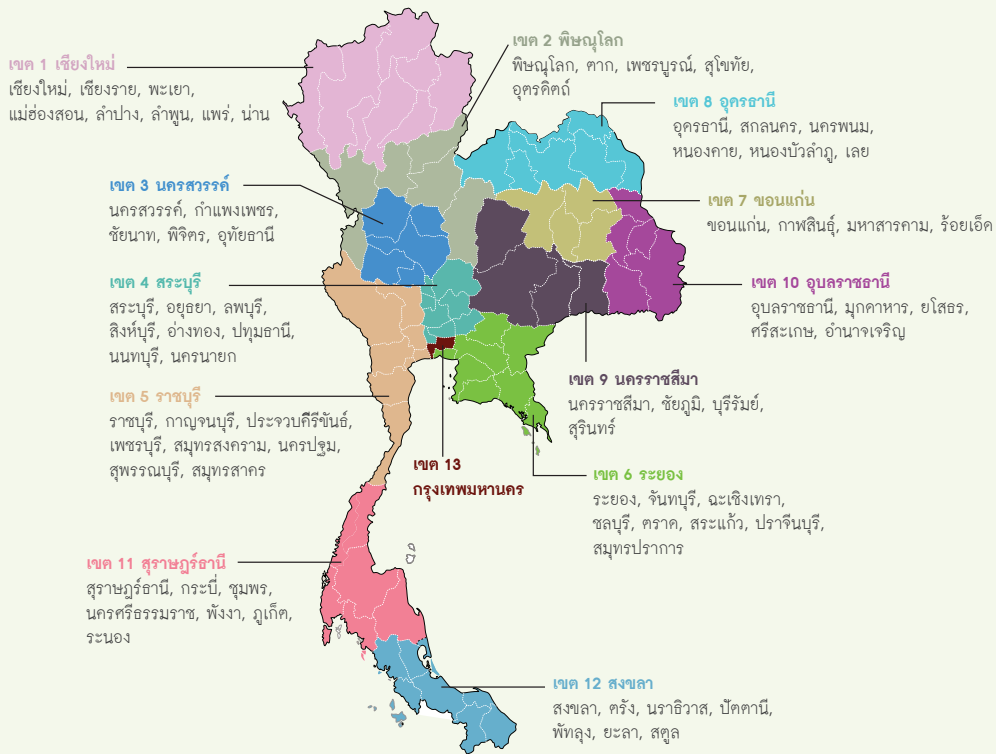 เขต 1 เชียงใหม่
เชียงใหม่, เชียงราย, พะเยา,
แม่ฮ่องสอน, ลำปาง, ลำพูน, แพร่, น่าน
เขต 2 พิษณุโลก
พิษณุโลก, ตาก, เพชรบูรณ์, สุโขทัย,
อุตรดิตถ์
เขต 8 อุดรธานี
อุดรธานี, สกลนคร, นครพนม,
หนองคาย, หนองบัวลำภู, เลย
เขต 3 นครสวรรค์
นครสวรรค์, กำแพงเพชร,
ชัยนาท, พิจิตร, อุทัยธานี
เขต 7 ขอนแก่น
ขอนแก่น, กาฬสินธุ์, มหาสารคาม, ร้อยเอ็ด
เขต 4 สระบุรี
สระบุรี, อยุธยา, ลพบุรี,
สิงห์บุรี, อ่างทอง, ปทุมธานี,
นนทบุรี, นครนายก
เขต 10 อุบลราชธานี
อุบลราชธานี, มุกดาหาร, ยโสธร,
ศรีสะเกษ, อำนาจเจริญ
เขต 9 นครราชสีมา
นครราชสีมา, ชัยภูมิ, บุรีรัมย์,
สุรินทร์
เขต 5 ราชบุรี
ราชบุรี, กาญจนบุรี, ประจวบคีรีขันธ์,
เพชรบุรี, สมุทรสงคราม, นครปฐม,
สุพรรณบุรี, สมุทรสาคร
เขต 13
กรุงเทพมหานคร
เขต 6 ระยอง
ระยอง, จันทบุรี, ฉะเชิงเทรา,
ชลบุรี, ตราด, สระแก้ว, ปราจีนบุรี,
สมุทรปราการ
เขต 11 สุราษฎร์ธานี
สุราษฎร์ธานี, กระบี่, ชุมพร,
นครศรีธรรมราช, พังงา, ภูเก็ต,
ระนอง
เขต 12 สงขลา
สงขลา, ตรัง, นราธิวาส, ปัตตานี,
พัทลุง, ยะลา, สตูล